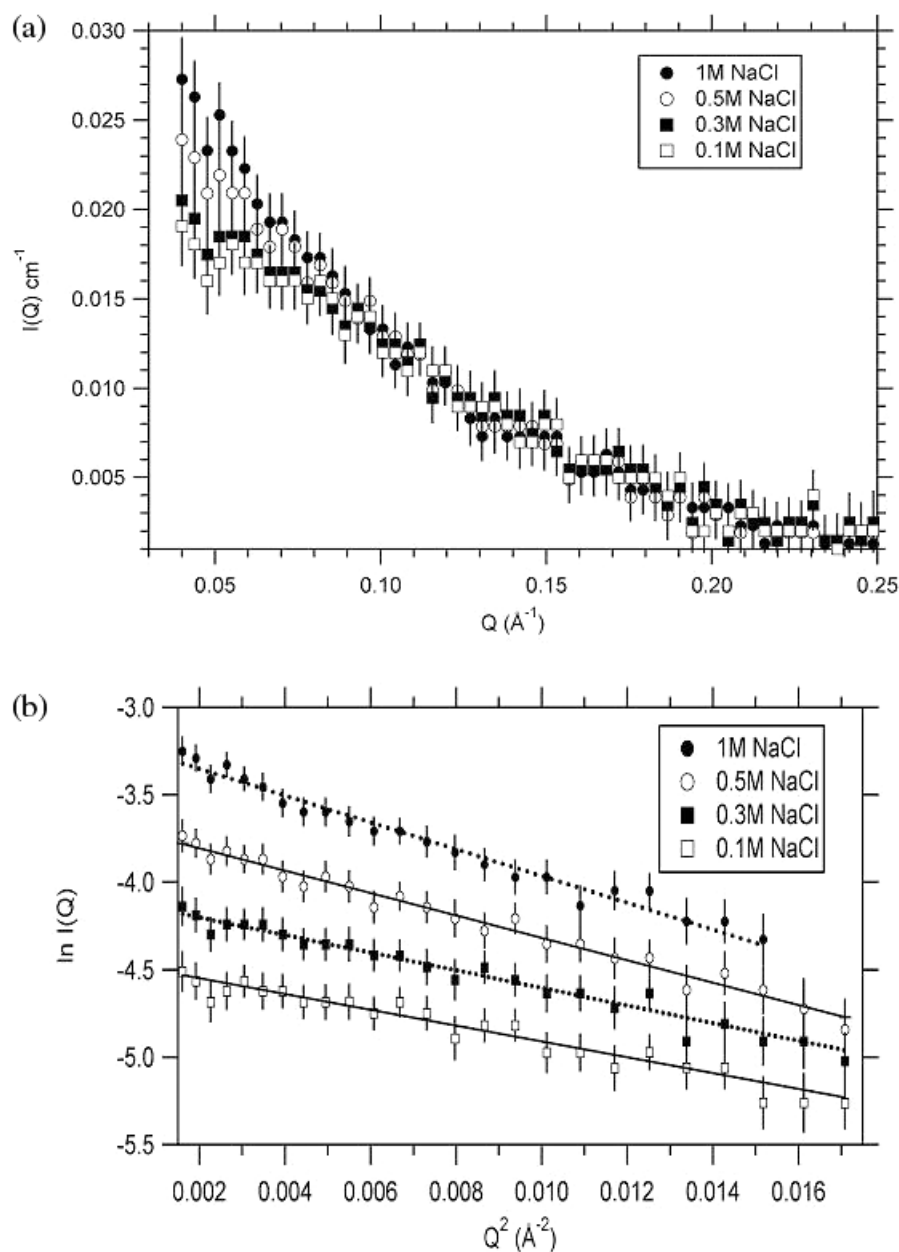 (a)
0.030
0.025
0.020
0.015
0.010
0.005
I(Q) cm⁻¹
1M NaCl
0.5M NaCl
0.3M NaCl
0.1M NaCl
0.05 0.10 0.15 0.20 0.25
Q (Å⁻¹)
(b)
-3.0
-3.5
-4.0
-4.5
-5.0
-5.5
ln I(Q)
1M NaCl
0.5M NaCl
0.3M NaCl
0.1M NaCl
0.002 0.004 0.006 0.008 0.010 0.012 0.014 0.016
Q² (Å⁻²)